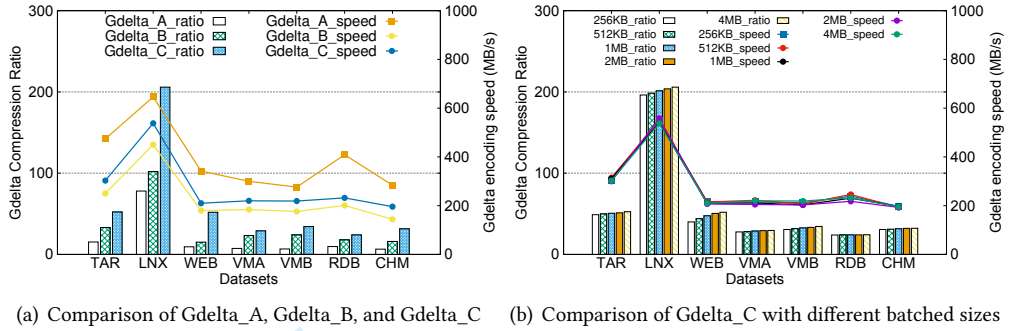 Gdelta_A_ratio
Gdelta_B_ratio
Gdelta_C_ratio
Gdelta_A_speed
Gdelta_B_speed
Gdelta_C_speed
300
200
100
0
Gdelta Compression Ratio
1000
800
600
400
200
0
Gdelta encoding speed (MB/s)
TAR LNX WEB VMA VMB RDB CHM
Datasets
(a) Comparison of Gdelta_A, Gdelta_B, and Gdelta_C
256KB_ratio
512KB_ratio
1MB_ratio
2MB_ratio
4MB_ratio
256KB_speed
512KB_speed
1MB_speed
2MB_speed
4MB_speed
300
200
100
0
Gdelta Compression Ratio
1000
800
600
400
200
0
Gdelta encoding speed (MB/s)
TAR LNX WEB VMA VMB RDB CHM
Datasets
(b) Comparison of Gdelta_C with different batched sizes